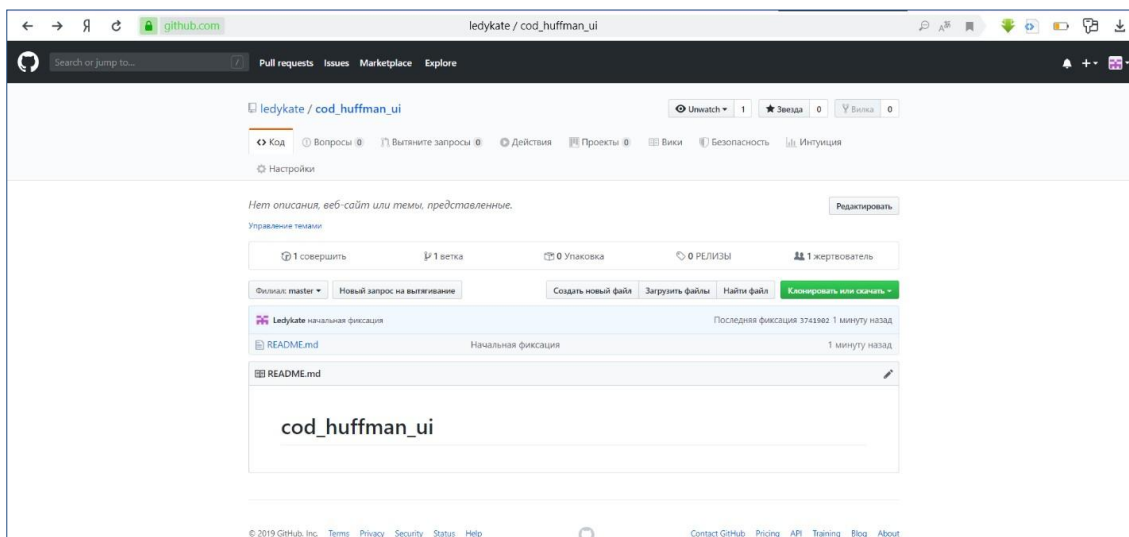 Я github.com ledykate / cod_huffman_ui
Search or jump to... / Pull requests Issues Marketplace Explore
ledykate / cod_huffman_ui Unwatch 1 Звезда 0 Вилка 0
Код Вопросы 0 Вытяните запросы 0 Действия Проекты 0 Вики Безопасность Интуиция
Настройки
Нет описания, веб-сайт или темы, представленные. Редактировать
Управление темами
1 совершить 1 ветка 0 Упаковка 0 РЕЛИЗЫ 1 жертвователь
Филиал: master Новый запрос на вытягивание Создать новый файл Загрузить файлы Найти файл Клонировать или скачать
Ledykate начальная фиксация Последняя фиксация 3741902 1 минуту назад
README.md Начальная фиксация 1 минуту назад
README.md
cod_huffman_ui
© 2019 GitHub, Inc. Terms Privacy Security Status Help Contact GitHub Pricing API Training Blog About